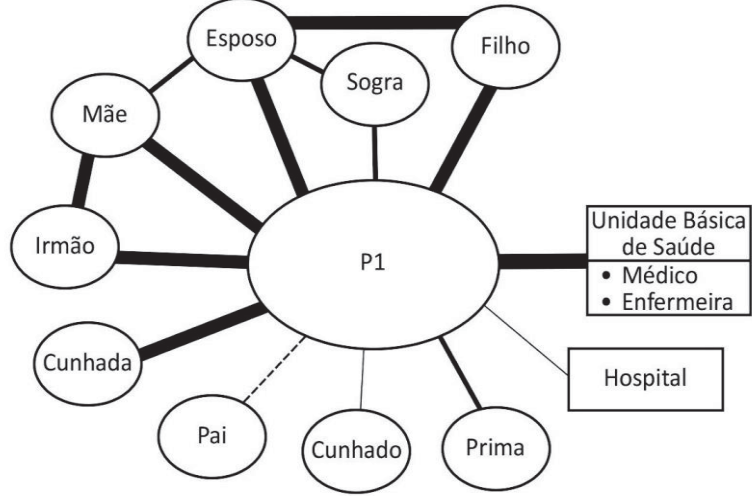 Esposo
Filho
Sogra
Mãe
Unidade Básica
de Saúde
• Médico
• Enfermeira
Irmão
P1
Cunhada
Hospital
Pai
Cunhado
Prima